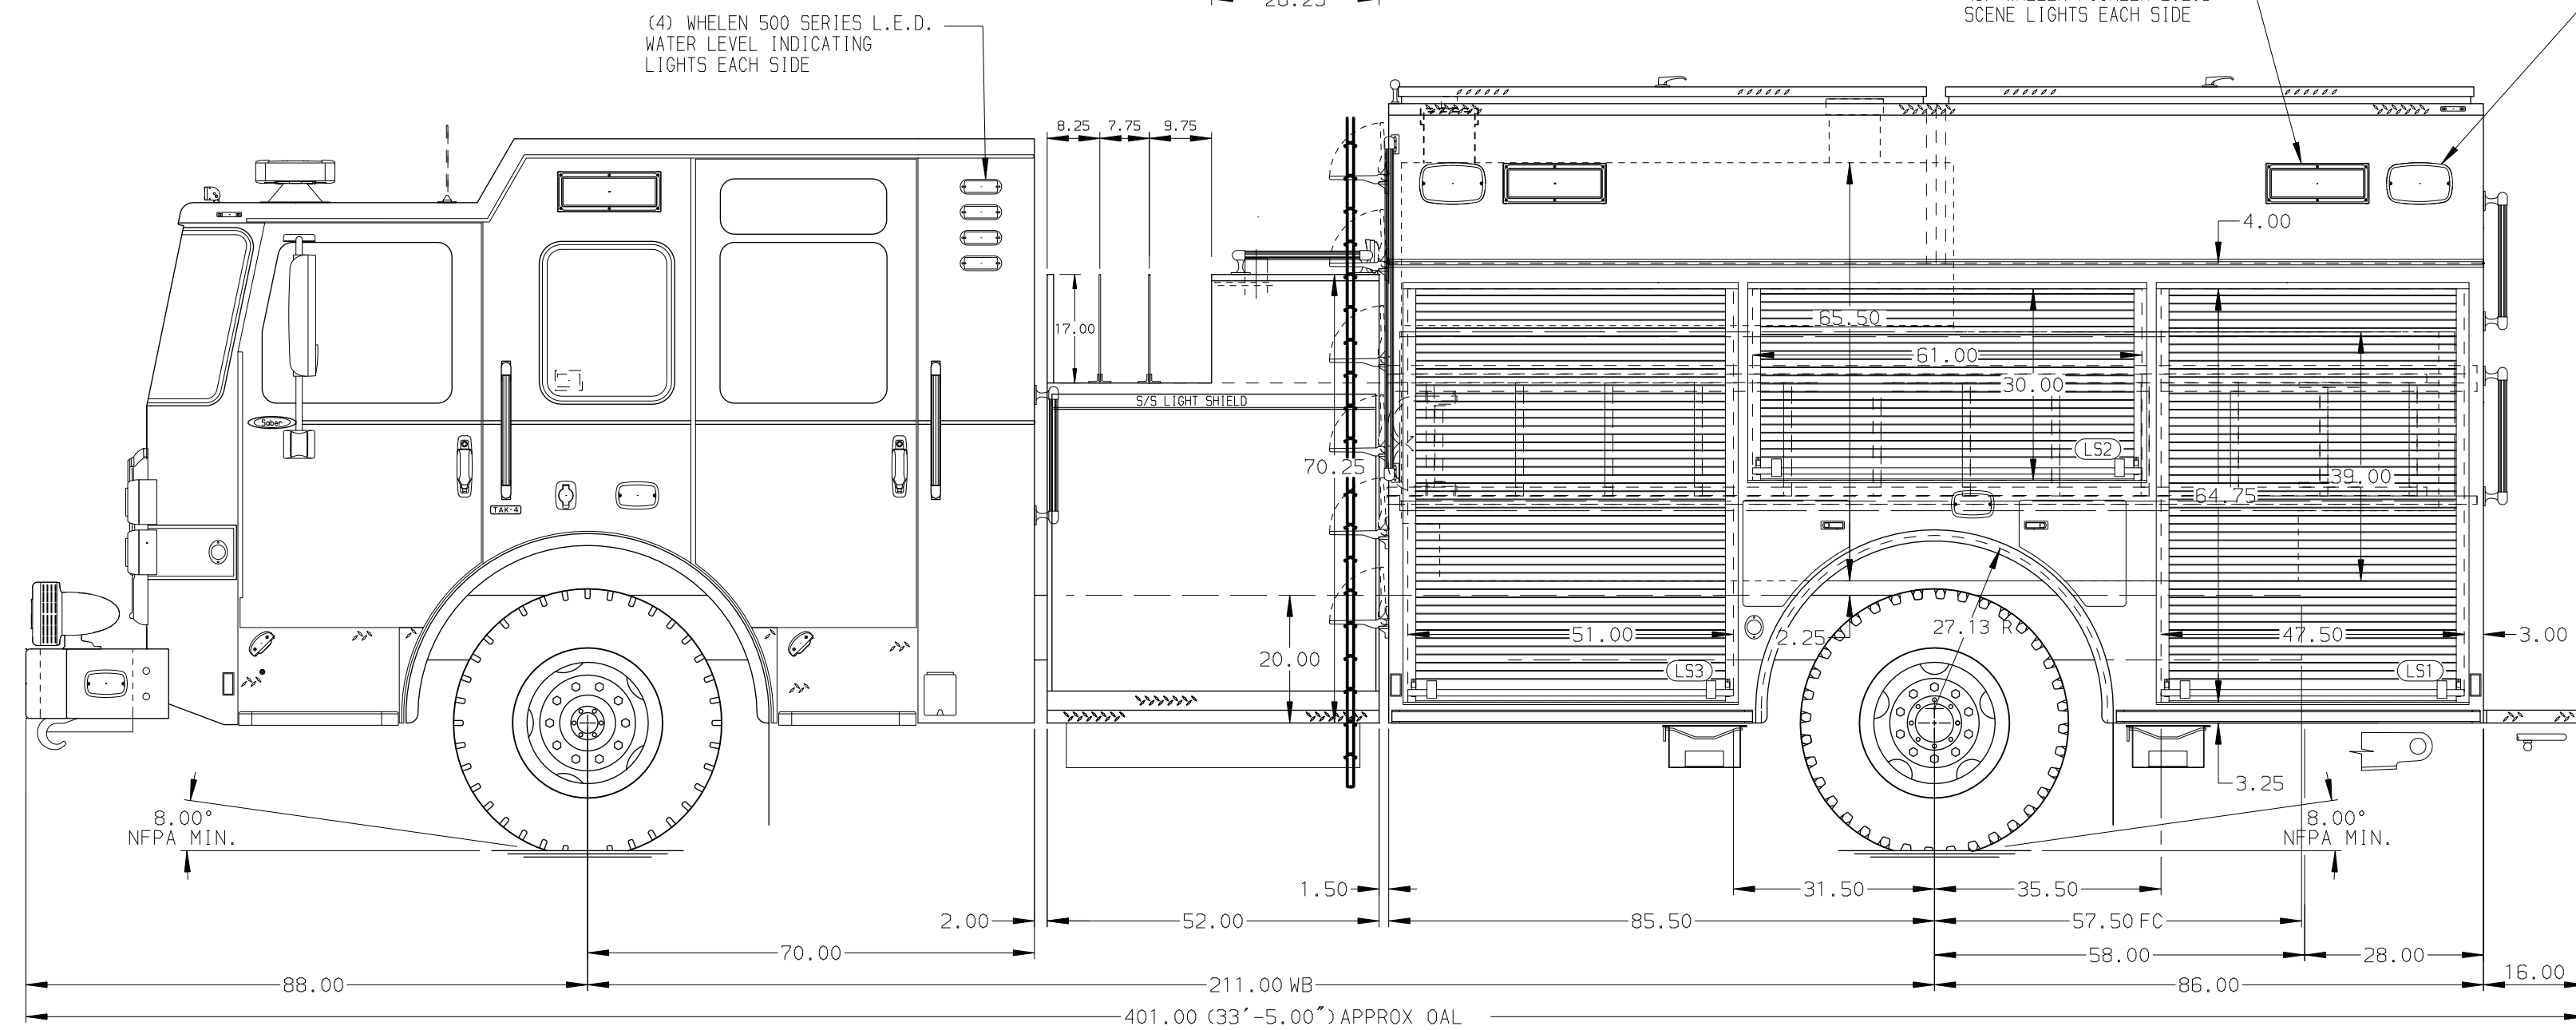 28.25
(4) WHELEN 500 SERIES L.E.D.
WATER LEVEL INDICATING
LIGHTS EACH SIDE
SCENE LIGHTS EACH SIDE
8.25
7.75
9.75
4.00
17.00
65.50
61.00
30.00
S/S LIGHT SHIELD
Saber
LS2
70.25
39.00
64.75
TAK-4
51.00
2.25
27.13 R
47.50
3.00
20.00
LS3
LS1
3.25
8.00°
NFPA MIN.
8.00°
NFPA MIN.
1.50
31.50
35.50
2.00
52.00
85.50
57.50 FC
70.00
58.00
28.00
88.00
211.00 WB
86.00
16.00
401.00 (33'-5.00") APPROX OAL